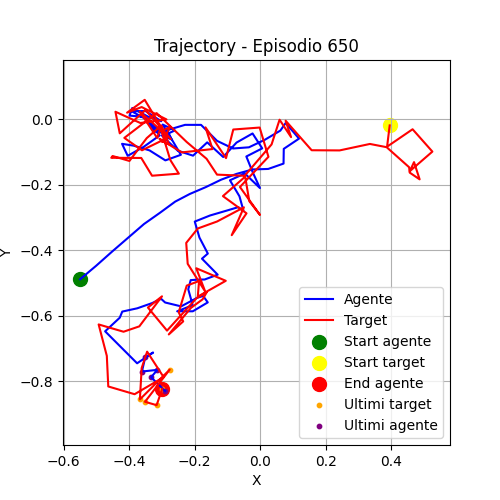 Trajectory - Episodio 650
Y
0.0
−0.2
−0.4
−0.6
−0.8
−0.6
−0.4
−0.2
0.0
0.2
0.4
X
Agente
Target
Start agente
Start target
End agente
Ultimi target
Ultimi agente